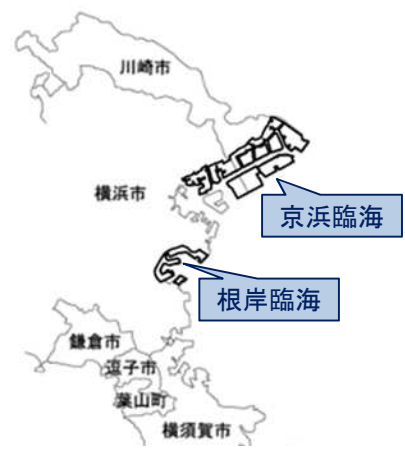 川崎市
横浜市
京浜臨海
根岸臨海
鎌倉市
逗子市
葉山町
横須賀市